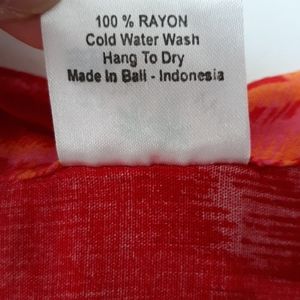 100 % RAYON
Cold Water Wash
Hang To Dry
Made In Bali - Indonesia